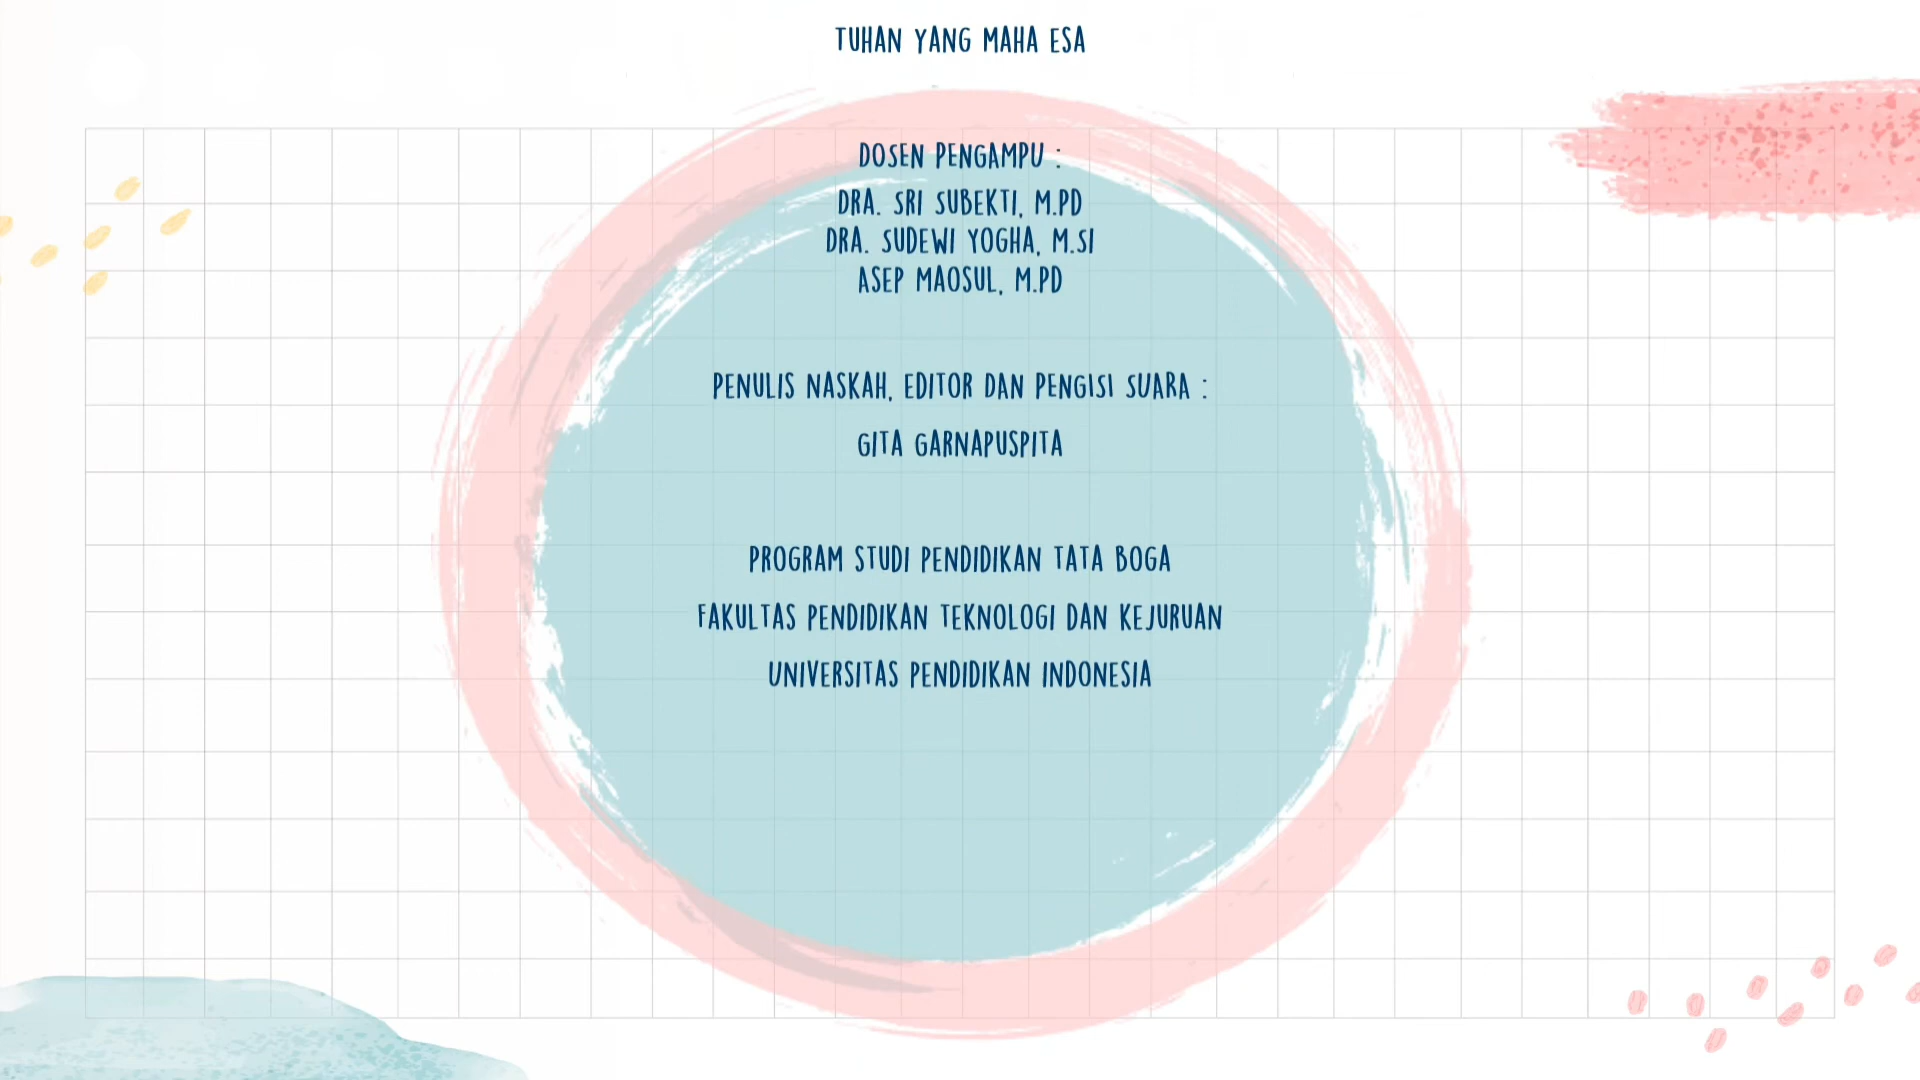 TUHAN YANG MAHA ESA
DOSEN PENGAMPU :
DRA. SRI SUBEKTI, M.PD
DRA. SUDEWI YOGHA, M.SI
ASEP MAOSUL, M.PD
PENULIS NASKAH, EDITOR DAN PENGISI SUARA :
GITA GARNAPUSPITA
PROGRAM STUDI PENDIDIKAN TATA BOGA
FAKULTAS PENDIDIKAN TEKNOLOGI DAN KEJURUAN
UNIVERSITAS PENDIDIKAN INDONESIA